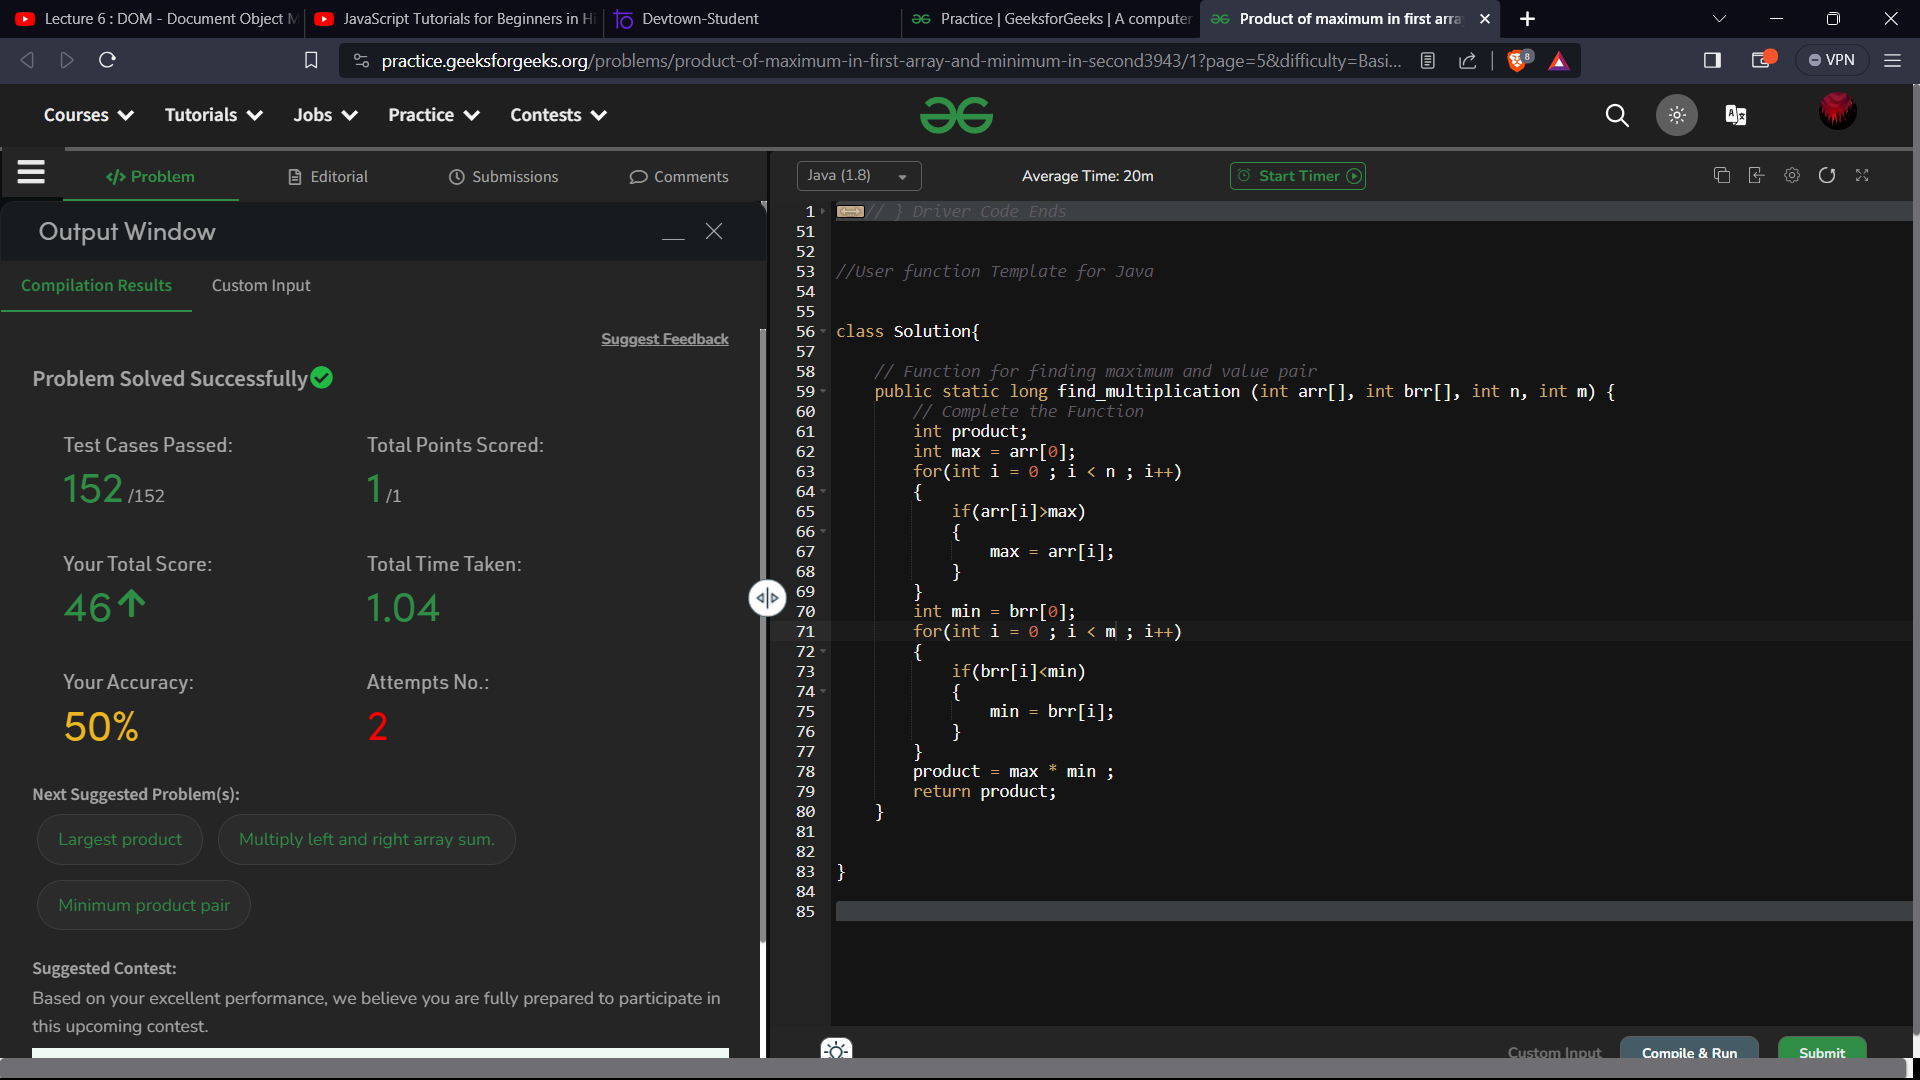 Lecture 6 : DOM - Document Object M
JavaScript Tutorials for Beginners in Hi
Devtown-Student
Practice | GeeksforGeeks | A computer
Product of maximum in first arra
practice.geeksforgeeks.org/problems/product-of-maximum-in-first-array-and-minimum-in-second3943/1?page=5&difficulty=Basi...
8
VPN
Courses
Tutorials
Jobs
Practice
Contests
</> Problem
Editorial
Submissions
Comments
Output Window
Compilation Results
Custom Input
Suggest Feedback
Problem Solved Successfully
Test Cases Passed:
152 /152
Total Points Scored:
1 /1
Your Total Score:
46
Total Time Taken:
1.04
Your Accuracy:
50%
Attempts No.:
2
Next Suggested Problem(s):
Largest product
Multiply left and right array sum.
Minimum product pair
Suggested Contest:
Based on your excellent performance, we believe you are fully prepared to participate in
this upcoming contest.
Java (1.8)
Average Time: 20m
Start Timer
1 // } Driver Code Ends
51
52
53 //User function Template for Java
54
55
56 class Solution{
57
58 // Function for finding maximum and value pair
59 public static long find_multiplication (int arr[], int brr[], int n, int m) {
60 // Complete the Function
61 int product;
62 int max = arr[0];
63 for(int i = 0 ; i < n ; i++)
64 {
65 if(arr[i]>max)
66 {
67 max = arr[i];
68 }
69 }
70 int min = brr[0];
71 for(int i = 0 ; i < m ; i++)
72 {
73 if(brr[i]<min)
74 {
75 min = brr[i];
76 }
77 }
78 product = max * min ;
79 return product;
80 }
81
82
83 }
84
85
Custom Input
Compile & Run
Submit